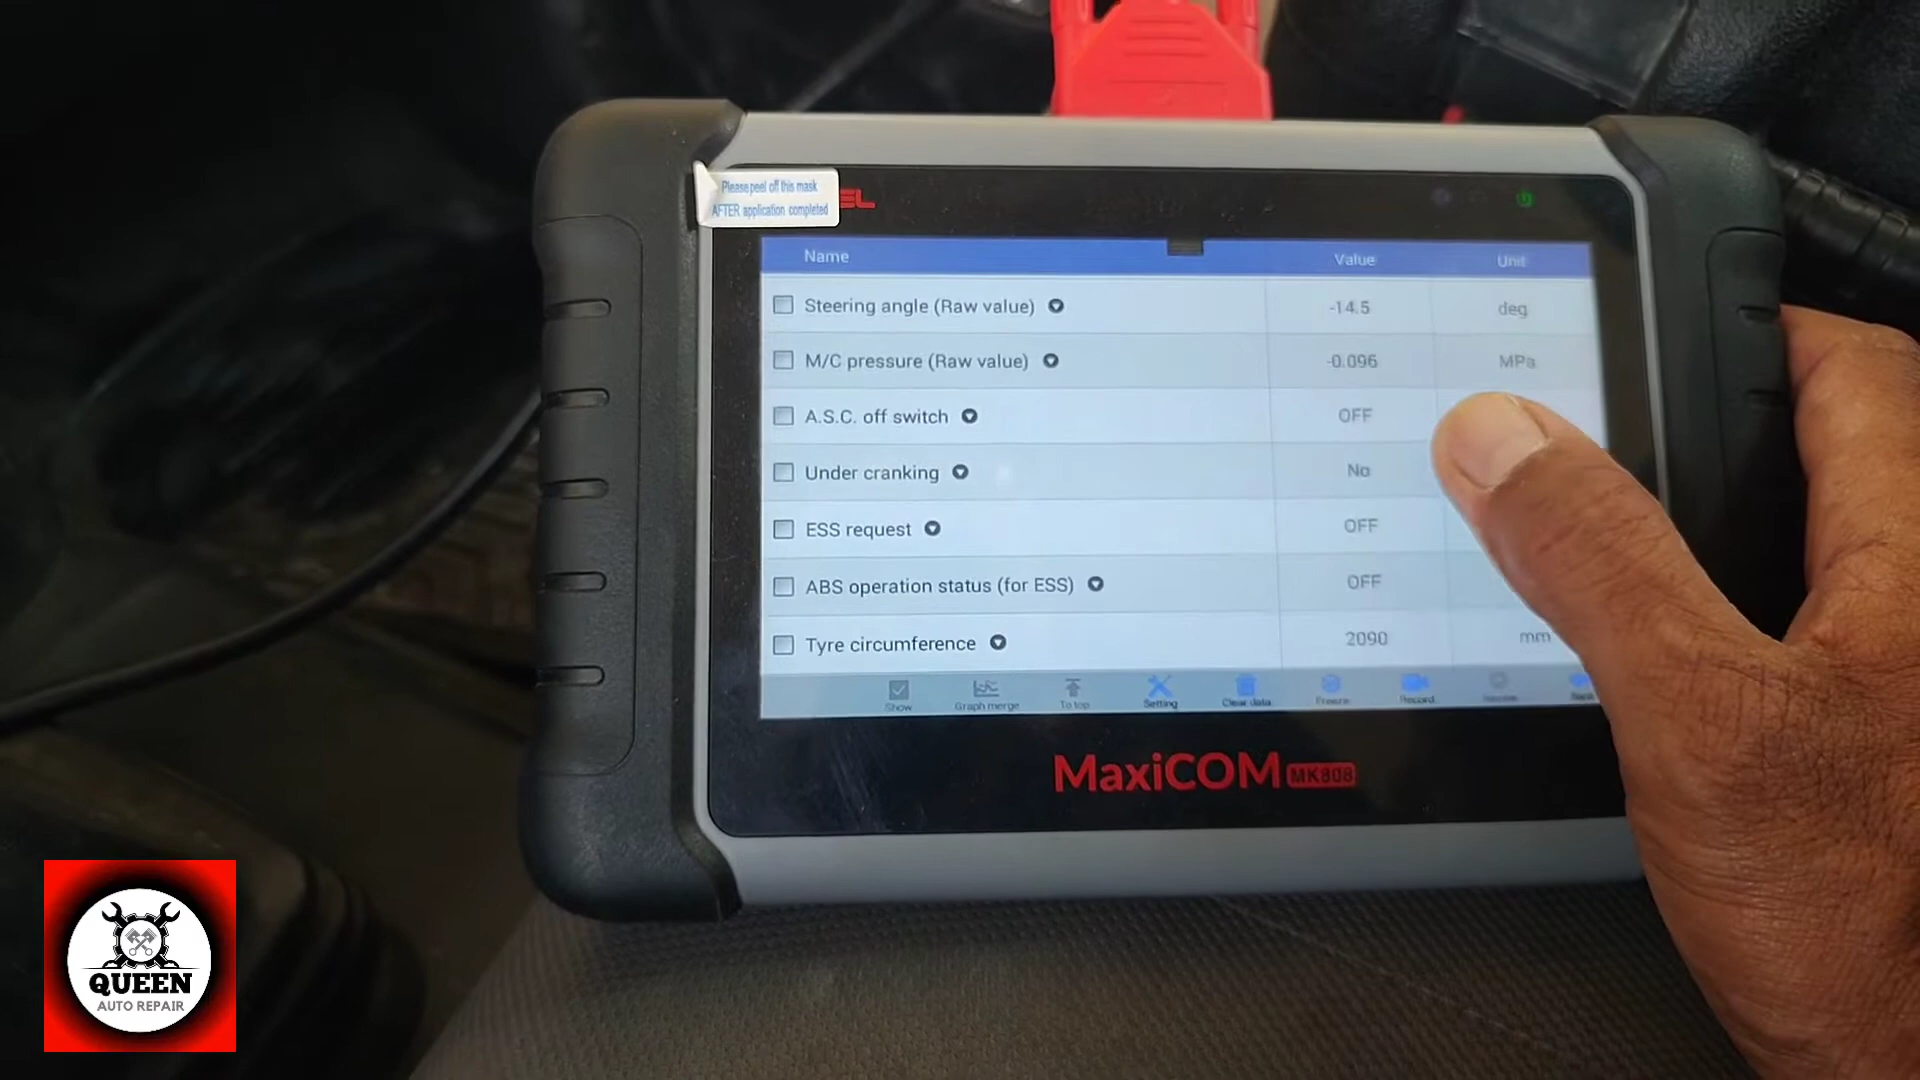 Please peel off this mask
AFTER application completed
EL
Name Value Unit
Steering angle (Raw value) -14.5 deg
M/C pressure (Raw value) -0.096 MPa
A.S.C. off switch OFF
Under cranking No
ESS request OFF
ABS operation status (for ESS) OFF
Tyre circumference 2090 mm
Show Graph merge To top Setting Clear data Freeze Record Back
MaxiCOM MK808
QUEEN
AUTO REPAIR